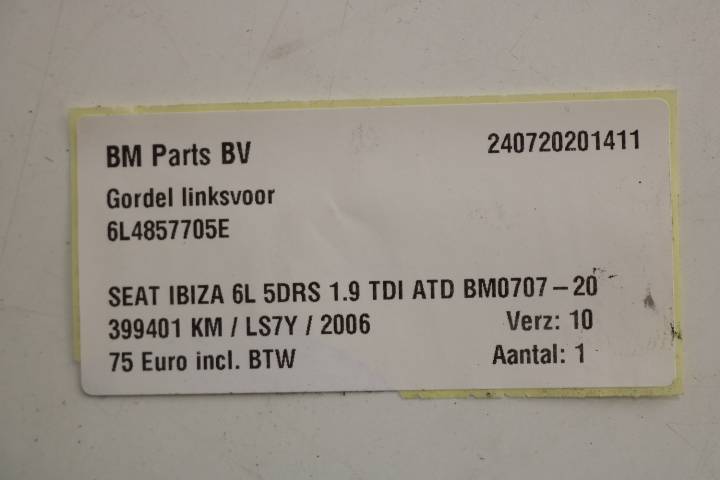 BM Parts BV 240720201411
Gordel linksvoor
6L4857705E
SEAT IBIZA 6L 5DRS 1.9 TDI ATD BM0707-20
399401 KM / LS7Y / 2006 Verz: 10
75 Euro incl. BTW Aantal: 1